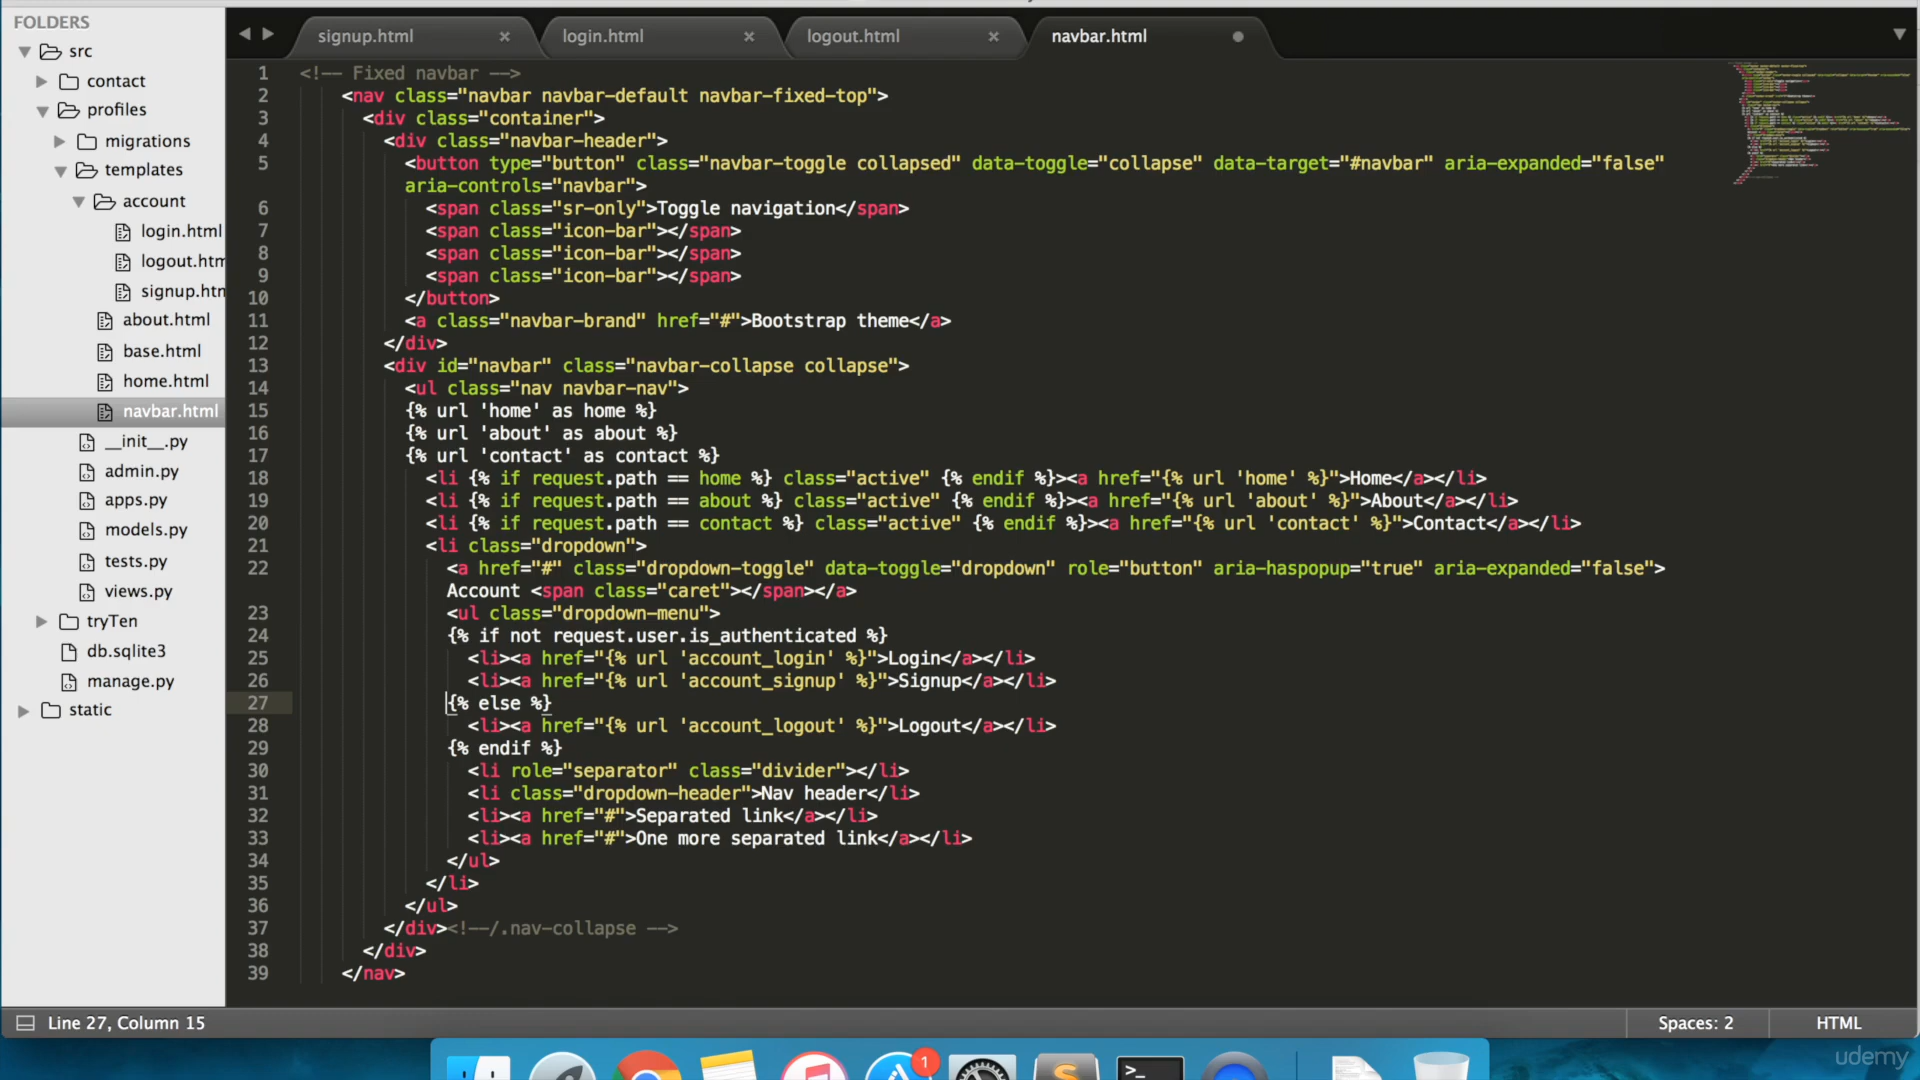 FOLDERS
src
contact
profiles
migrations
templates
account
login.html
logout.htm
signup.htm
about.html
base.html
home.html
navbar.html
__init__.py
admin.py
apps.py
models.py
tests.py
views.py
tryTen
db.sqlite3
manage.py
static
signup.html ×
login.html ×
logout.html ×
navbar.html
1 <!-- Fixed navbar -->
2 <nav class="navbar navbar-default navbar-fixed-top">
3 <div class="container">
4 <div class="navbar-header">
5 <button type="button" class="navbar-toggle collapsed" data-toggle="collapse" data-target="#navbar" aria-expanded="false"
aria-controls="navbar">
6 <span class="sr-only">Toggle navigation</span>
7 <span class="icon-bar"></span>
8 <span class="icon-bar"></span>
9 <span class="icon-bar"></span>
10 </button>
11 <a class="navbar-brand" href="#">Bootstrap theme</a>
12 </div>
13 <div id="navbar" class="navbar-collapse collapse">
14 <ul class="nav navbar-nav">
15 {% url 'home' as home %}
16 {% url 'about' as about %}
17 {% url 'contact' as contact %}
18 <li {% if request.path == home %} class="active" {% endif %}><a href="{% url 'home' %}">Home</a></li>
19 <li {% if request.path == about %} class="active" {% endif %}><a href="{% url 'about' %}">About</a></li>
20 <li {% if request.path == contact %} class="active" {% endif %}><a href="{% url 'contact' %}">Contact</a></li>
21 <li class="dropdown">
22 <a href="#" class="dropdown-toggle" data-toggle="dropdown" role="button" aria-haspopup="true" aria-expanded="false">
Account <span class="caret"></span></a>
23 <ul class="dropdown-menu">
24 {% if not request.user.is_authenticated %}
25 <li><a href="{% url 'account_login' %}">Login</a></li>
26 <li><a href="{% url 'account_signup' %}">Signup</a></li>
27 {% else %}
28 <li><a href="{% url 'account_logout' %}">Logout</a></li>
29 {% endif %}
30 <li role="separator" class="divider"></li>
31 <li class="dropdown-header">Nav header</li>
32 <li><a href="#">Separated link</a></li>
33 <li><a href="#">One more separated link</a></li>
34 </ul>
35 </li>
36 </ul>
37 </div><!--/.nav-collapse -->
38 </div>
39 </nav>
Line 27, Column 15
Spaces: 2
HTML
1
>_
S
udemy